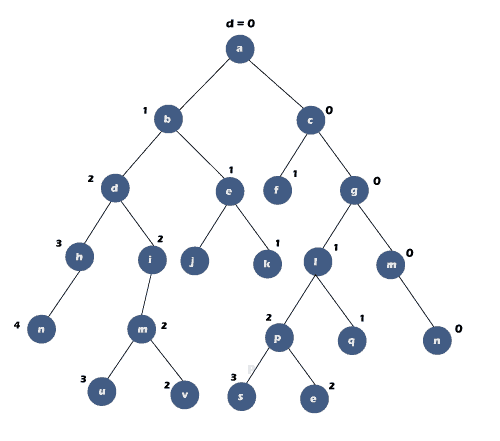 d = 0
a
1 b c 0
2 d 1 e f 1 g 0
3 h 2 i j k 1 l 1 m 0
4 n m 2 2 p q 1 n 0
3 u 2 v 3 s e 2